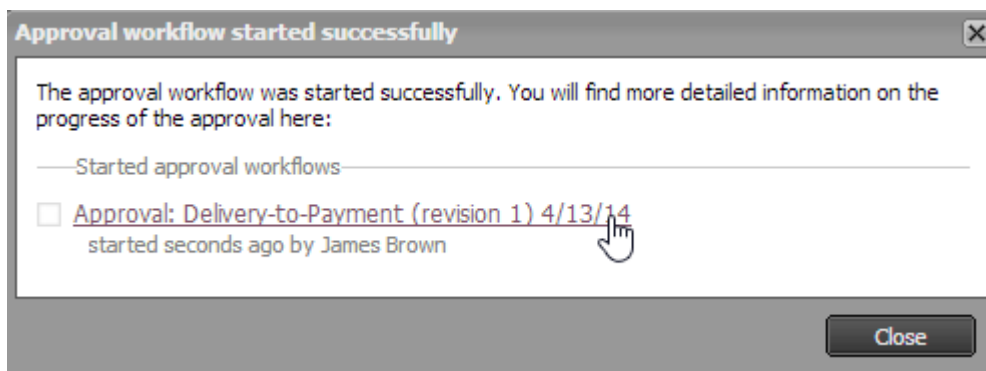 Approval workflow started successfully
The approval workflow was started successfully. You will find more detailed information on the
progress of the approval here:
Started approval workflows
Approval: Delivery-to-Payment (revision 1) 4/13/14
started seconds ago by James Brown
Close